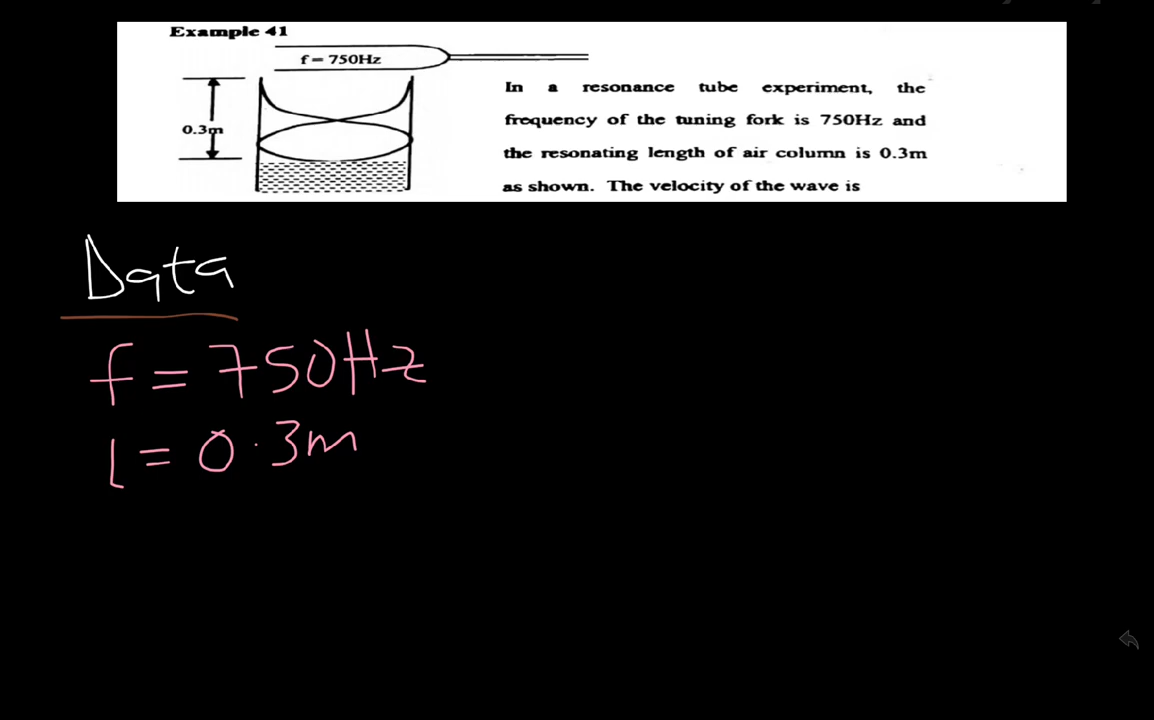 Example 41
f = 750Hz
0.3m
In a resonance tube experiment, the
frequency of the tuning fork is 750Hz and
the resonating length of air column is 0.3m
as shown. The velocity of the wave is
Data
f = 750Hz
l = 0.3m